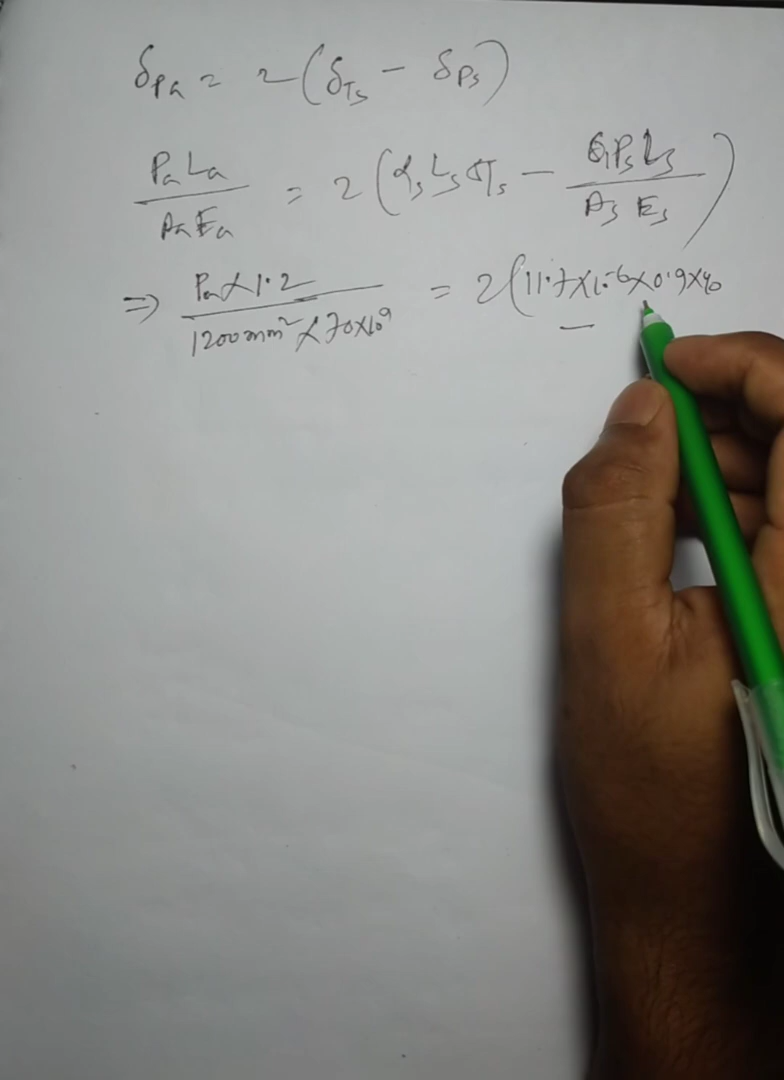 δPa = 2(δTs − δPs)
PaLa / AaEa = 2(αsLsΔTs − PsLs / AsEs)
⇒ Pa×1.2 / 1200mm²×70×10⁹ = 2(11.7×10⁻⁶×0.9×40
−